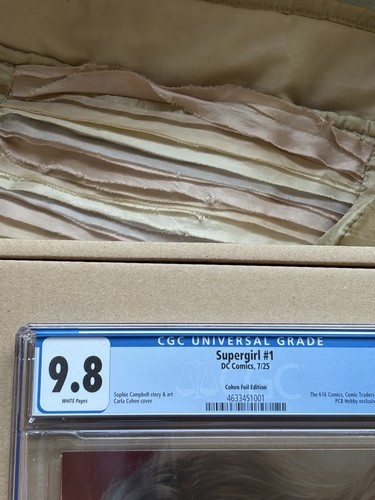 CGC UNIVERSAL GRADE
9.8
WHITE Pages
Supergirl #1
DC Comics, 7/25
Cohen Foil Edition
Sophie Campbell story & art
Carla Cohen cover
The 616 Comics, Comic Traders
PCX Hobby exclusive
4633451001